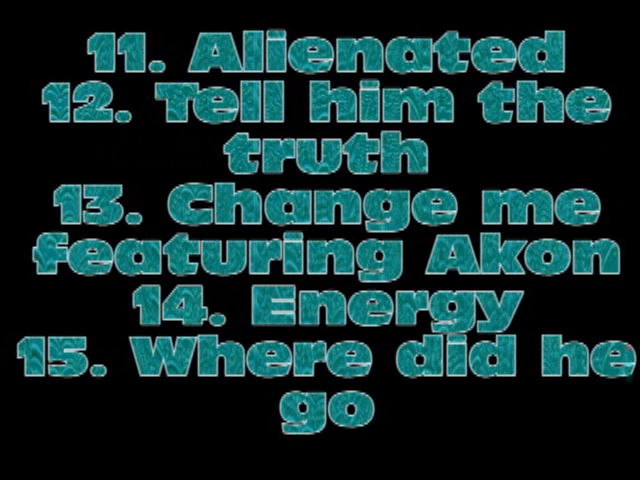 11. Alienated
12. Tell him the
truth
13. Change me
featuring Akon
14. Energy
15. Where did he
go